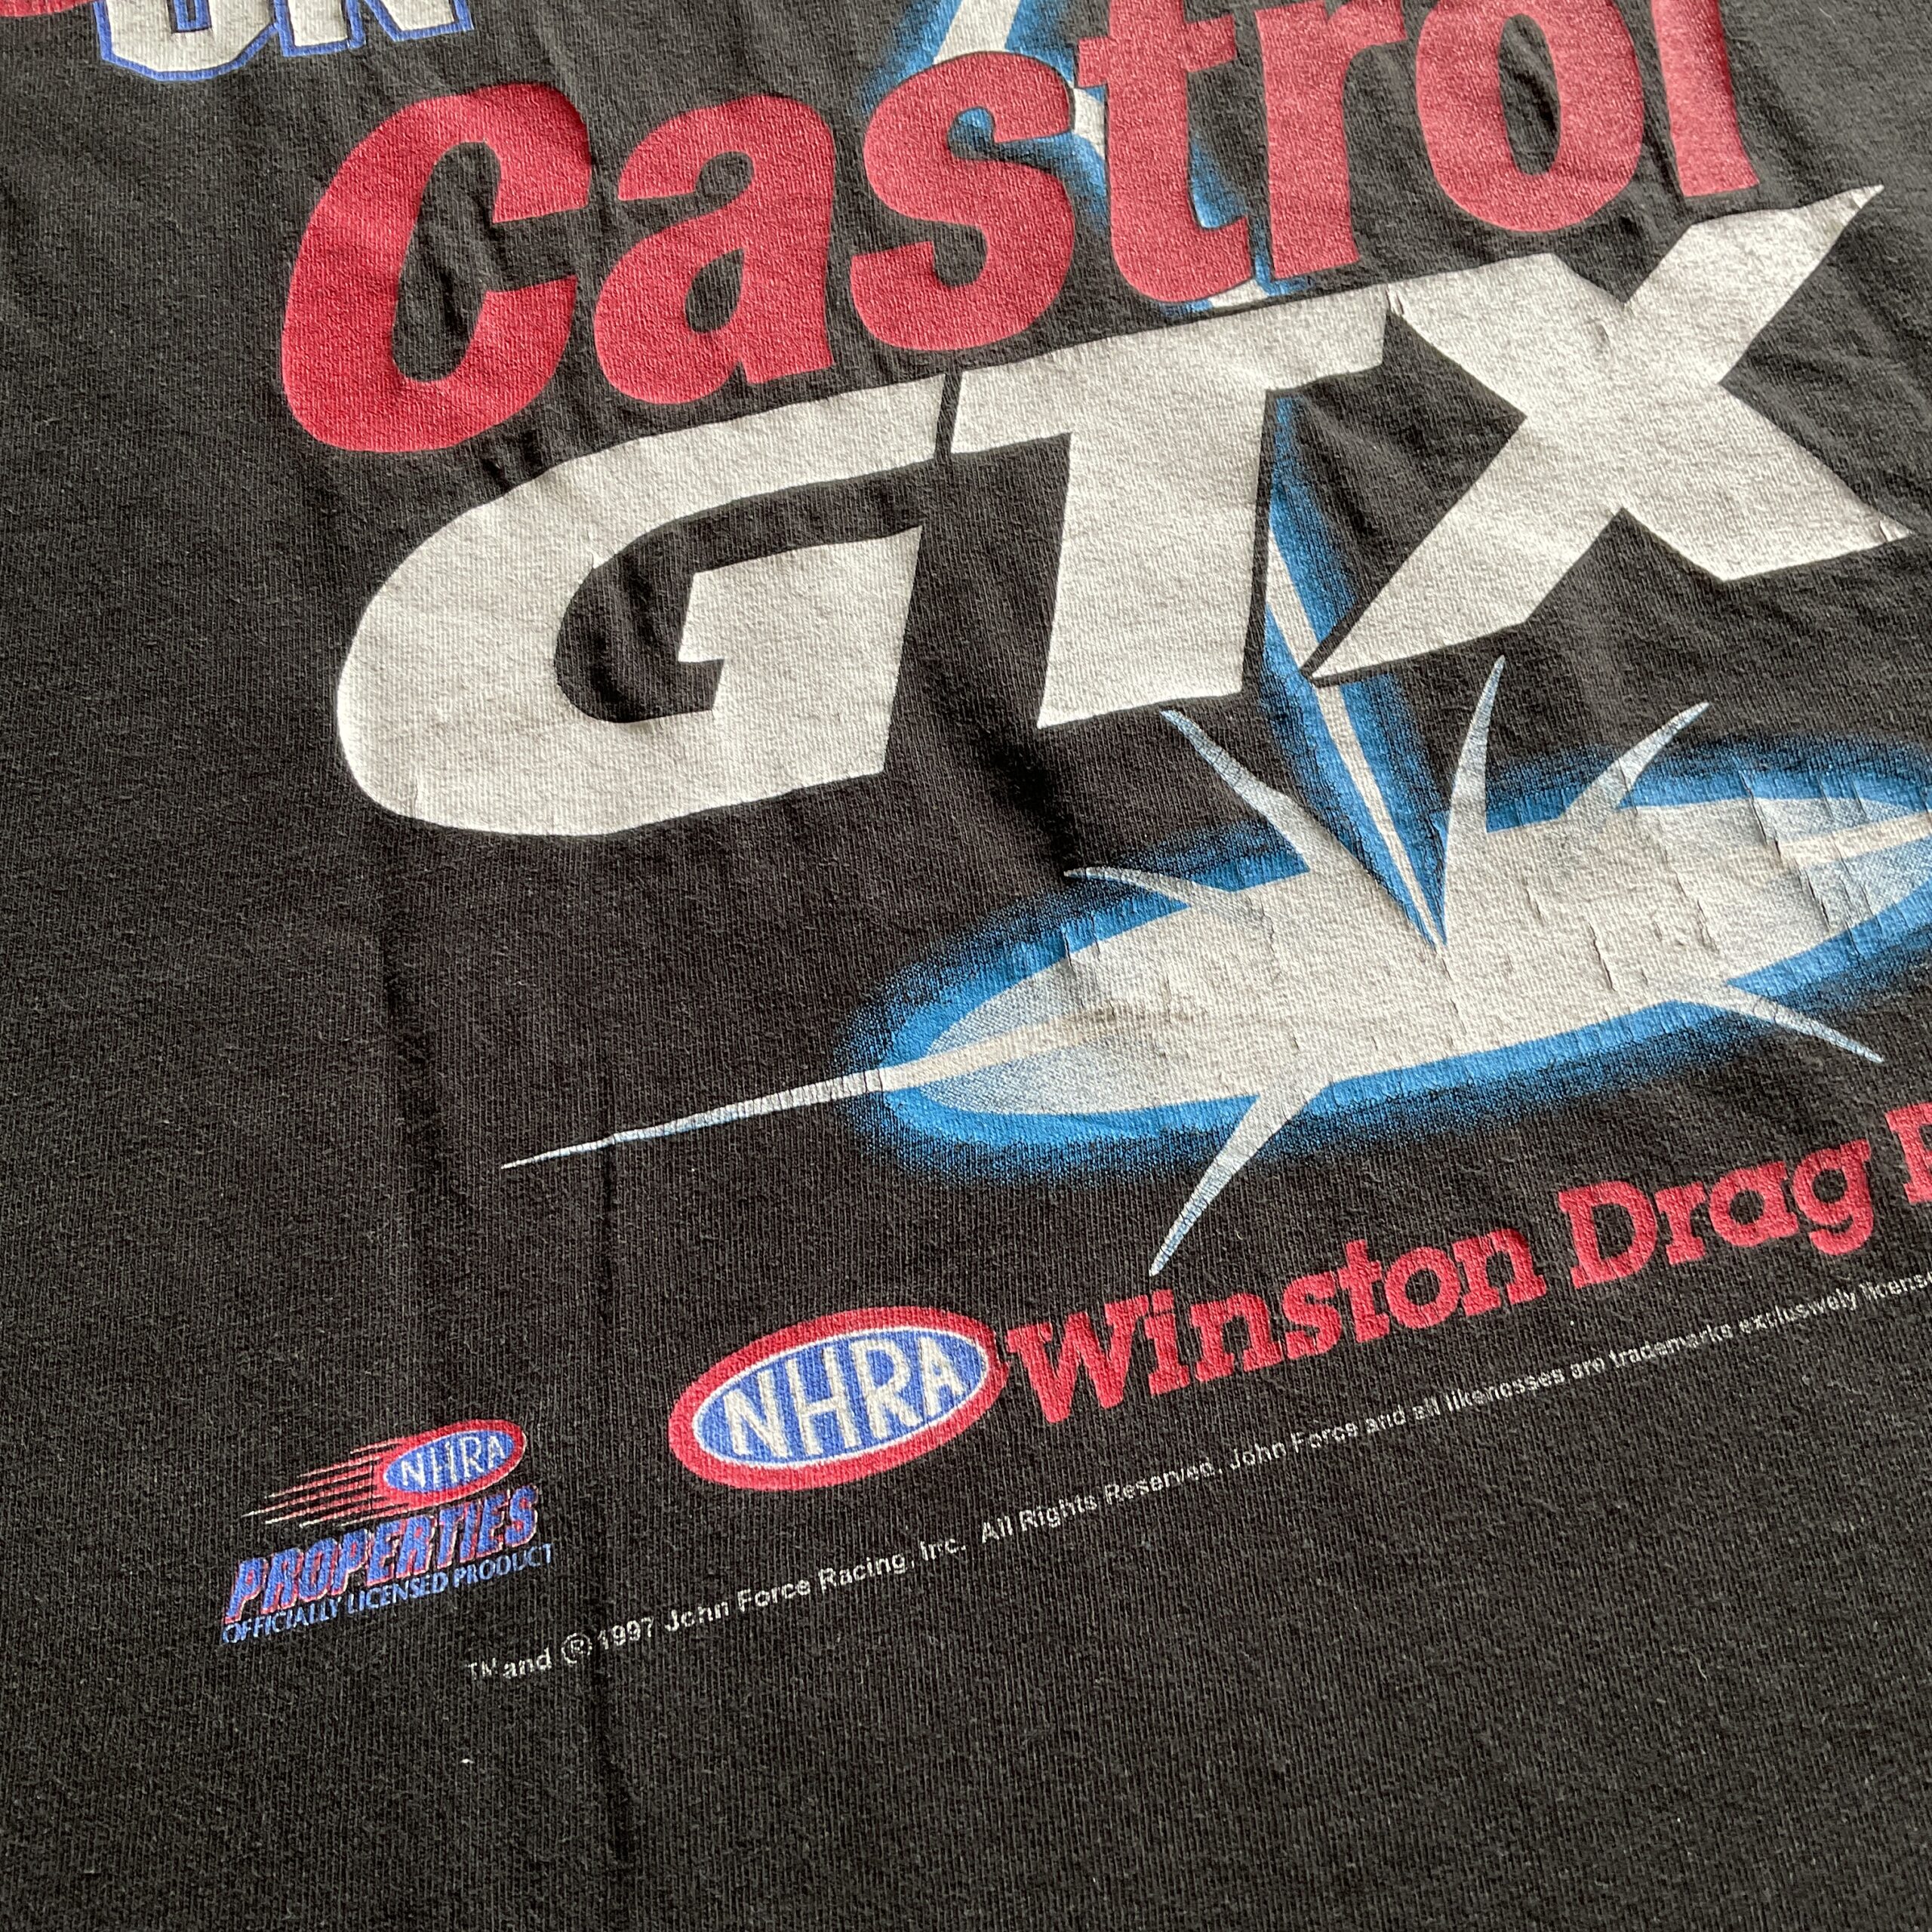 Castrol
GTX
NHRA Winston Drag
NHRA
PROPERTIES
OFFICIALLY LICENSED PRODUCT
TM and ® 1997 John Force Racing, Inc. All Rights Reserved. John Force and all likenesses are trademarks exclusively